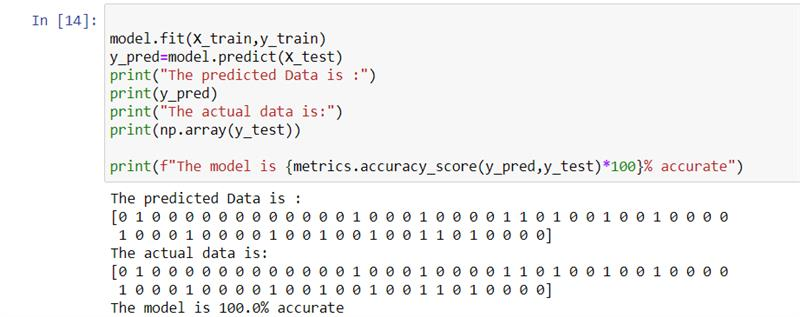 In [14]:
model.fit(X_train,y_train)
y_pred=model.predict(X_test)
print("The predicted Data is :")
print(y_pred)
print("The actual data is:")
print(np.array(y_test))
print(f"The model is {metrics.accuracy_score(y_pred,y_test)*100}% accurate")
The predicted Data is :
[0 1 0 0 0 0 0 0 0 0 0 0 0 0 1 0 0 0 1 0 0 0 0 1 1 0 1 0 0 1 0 0 1 0 0 0 0
1 0 0 0 1 0 0 0 0 1 0 0 1 0 0 1 0 0 1 1 0 1 0 0 0 0]
The actual data is:
[0 1 0 0 0 0 0 0 0 0 0 0 0 0 1 0 0 0 1 0 0 0 0 1 1 0 1 0 0 1 0 0 1 0 0 0 0
1 0 0 0 1 0 0 0 0 1 0 0 1 0 0 1 0 0 1 1 0 1 0 0 0 0]
The model is 100.0% accurate